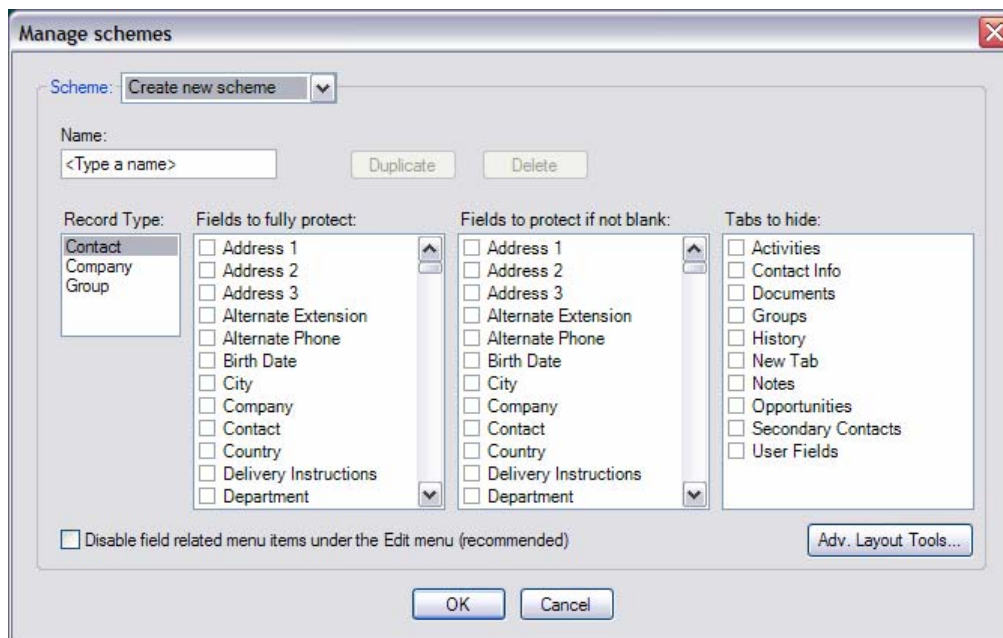 Manage schemes
Scheme: Create new scheme
Name:
<Type a name>
Duplicate
Delete
Record Type:
Contact
Company
Group
Fields to fully protect:
Address 1
Address 2
Address 3
Alternate Extension
Alternate Phone
Birth Date
City
Company
Contact
Country
Delivery Instructions
Department
Fields to protect if not blank:
Address 1
Address 2
Address 3
Alternate Extension
Alternate Phone
Birth Date
City
Company
Contact
Country
Delivery Instructions
Department
Tabs to hide:
Activities
Contact Info
Documents
Groups
History
New Tab
Notes
Opportunities
Secondary Contacts
User Fields
Disable field related menu items under the Edit menu (recommended)
Adv. Layout Tools...
OK
Cancel